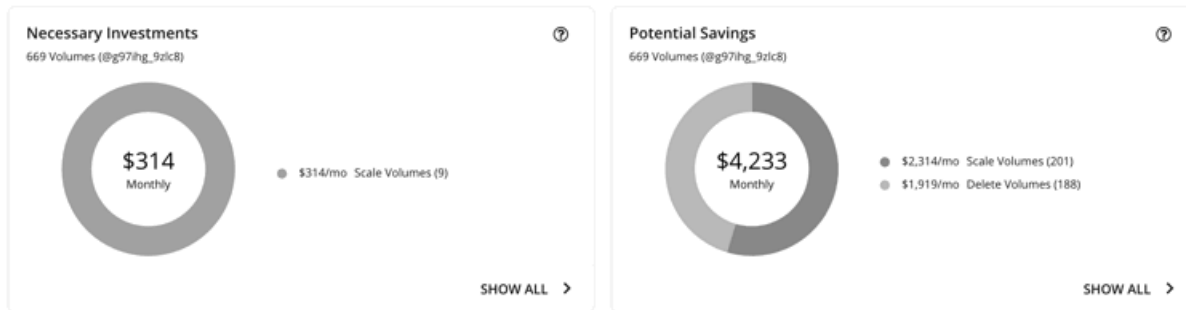 Necessary Investments
669 Volumes (@g97ihg_9zlc8)
$314
Monthly
$314/mo Scale Volumes (9)
SHOW ALL
Potential Savings
669 Volumes (@g97ihg_9zlc8)
$4,233
Monthly
$2,314/mo Scale Volumes (201)
$1,919/mo Delete Volumes (188)
SHOW ALL